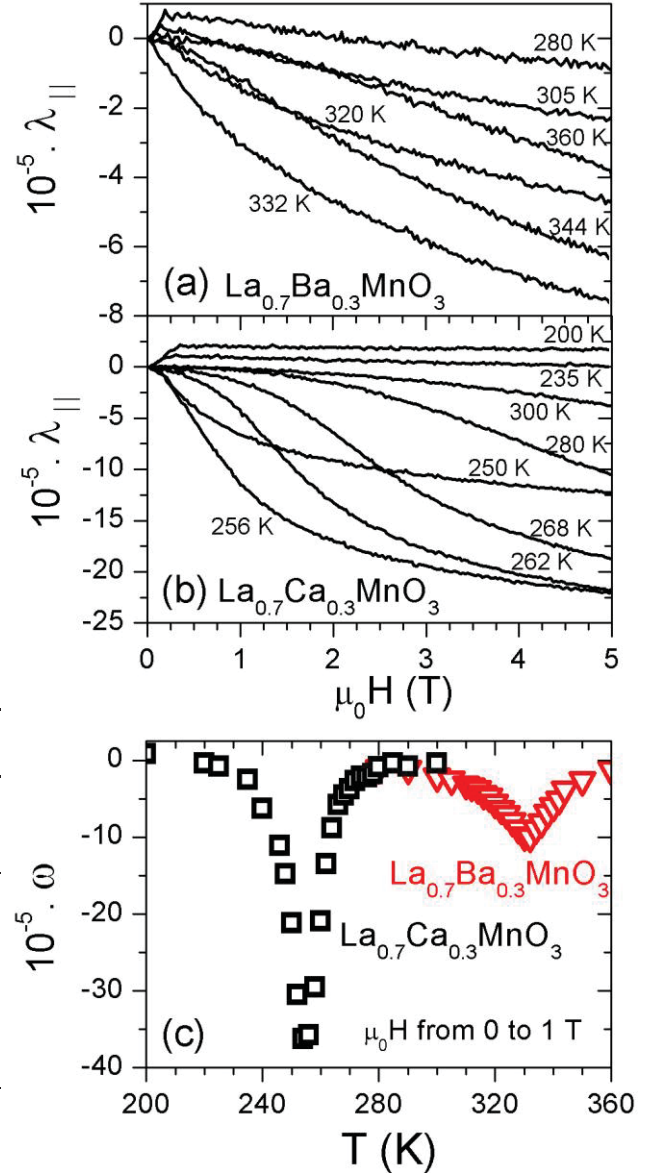 0
-2
-4
-6
-8
10⁻⁵ . λ||
280 K
305 K
320 K
360 K
344 K
332 K
(a) La0.7Ba0.3MnO3
0
-5
-10
-15
-20
-25
10⁻⁵ . λ||
200 K
235 K
300 K
280 K
250 K
268 K
256 K
262 K
(b) La0.7Ca0.3MnO3
0 1 2 3 4 5
μ0H (T)
0
-10
-20
-30
-40
10⁻⁵ . ω
La0.7Ba0.3MnO3
La0.7Ca0.3MnO3
(c) μ0H from 0 to 1 T
200 240 280 320 360
T (K)